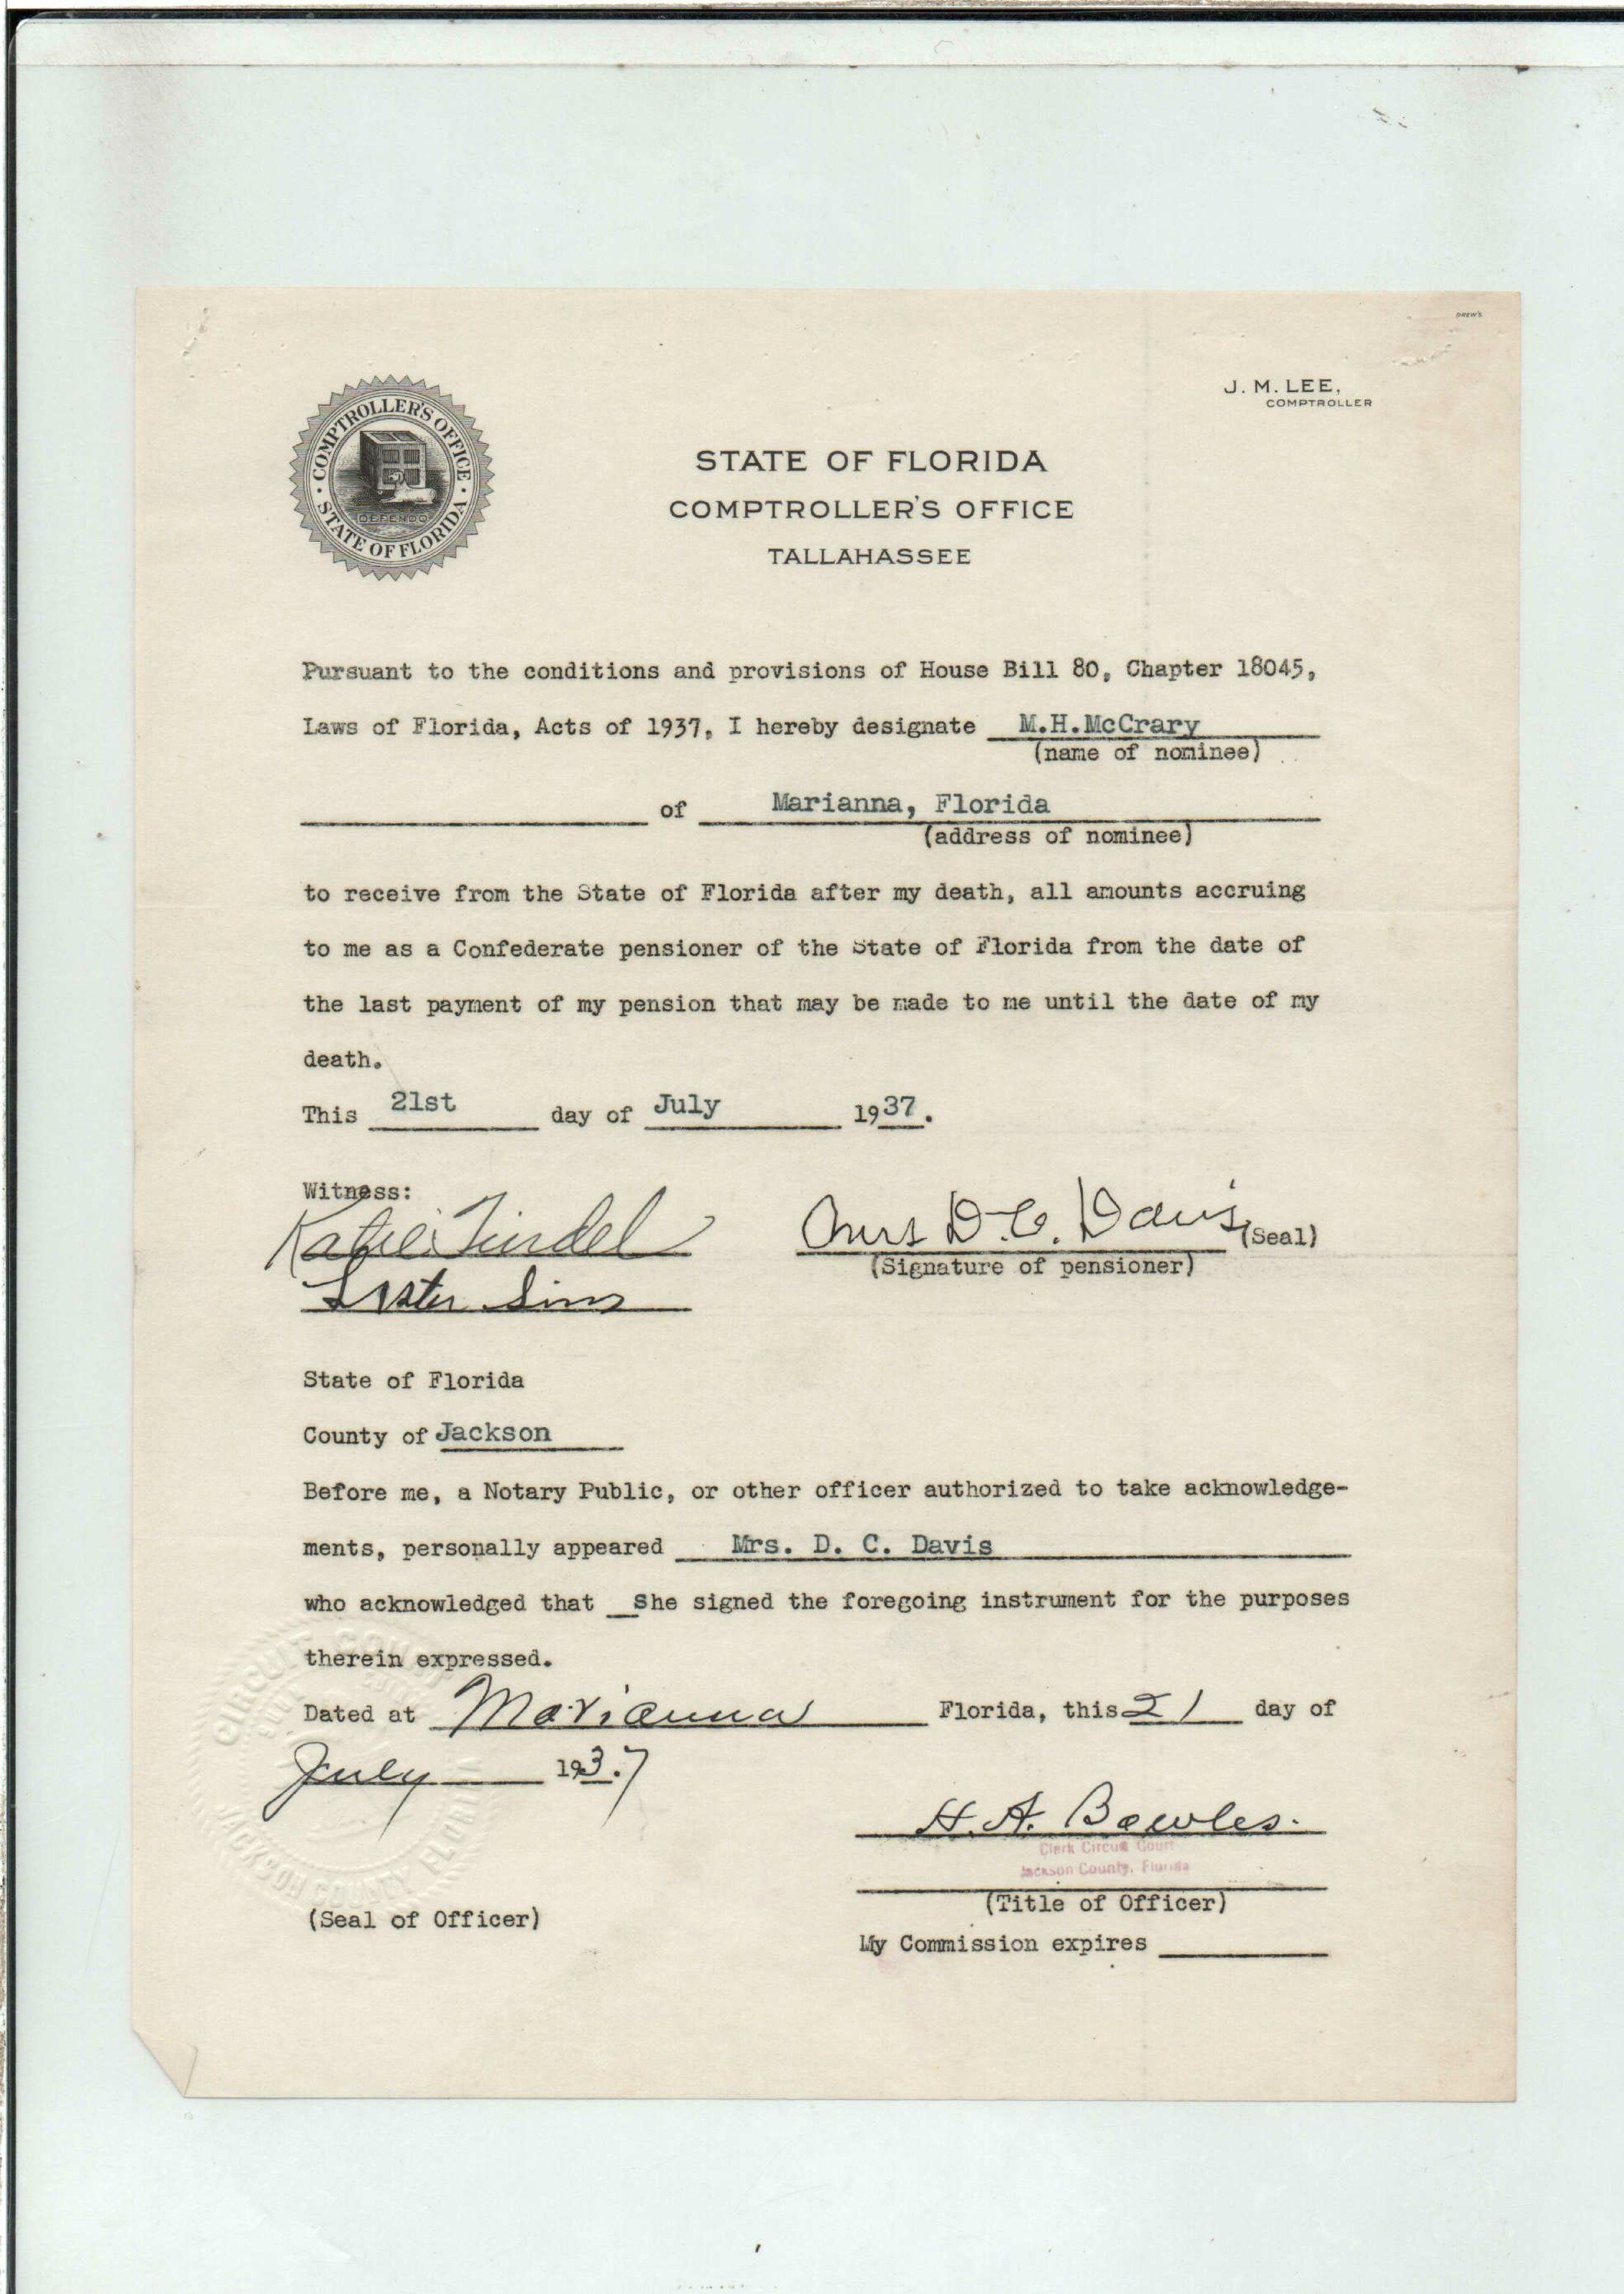 DREW'S
J. M. LEE,
COMPTROLLER
COMPTROLLER'S OFFICE
STATE OF FLORIDA
DEFENDO
STATE OF FLORIDA
COMPTROLLER'S OFFICE
TALLAHASSEE
Pursuant to the conditions and provisions of House Bill 80, Chapter 18045,
Laws of Florida, Acts of 1937, I hereby designate M.H.McCrary
(name of nominee)
of Marianna, Florida
(address of nominee)
to receive from the State of Florida after my death, all amounts accruing
to me as a Confederate pensioner of the State of Florida from the date of
the last payment of my pension that may be made to me until the date of my
death.
This 21st day of July 1937.
Witness:
Katie Tindel
Mrs D. C. Davis (Seal)
(Signature of pensioner)
Lester Sims
State of Florida
County of Jackson
Before me, a Notary Public, or other officer authorized to take acknowledge-
ments, personally appeared Mrs. D. C. Davis
who acknowledged that She signed the foregoing instrument for the purposes
therein expressed.
Dated at Marianna Florida, this 21 day of
July 193.7
H. A. Bowles.
Clerk Circuit Court
Jackson County, Florida
(Title of Officer)
(Seal of Officer)
My Commission expires
CIRCUIT COURT
JACKSON COUNTY FLORIDA